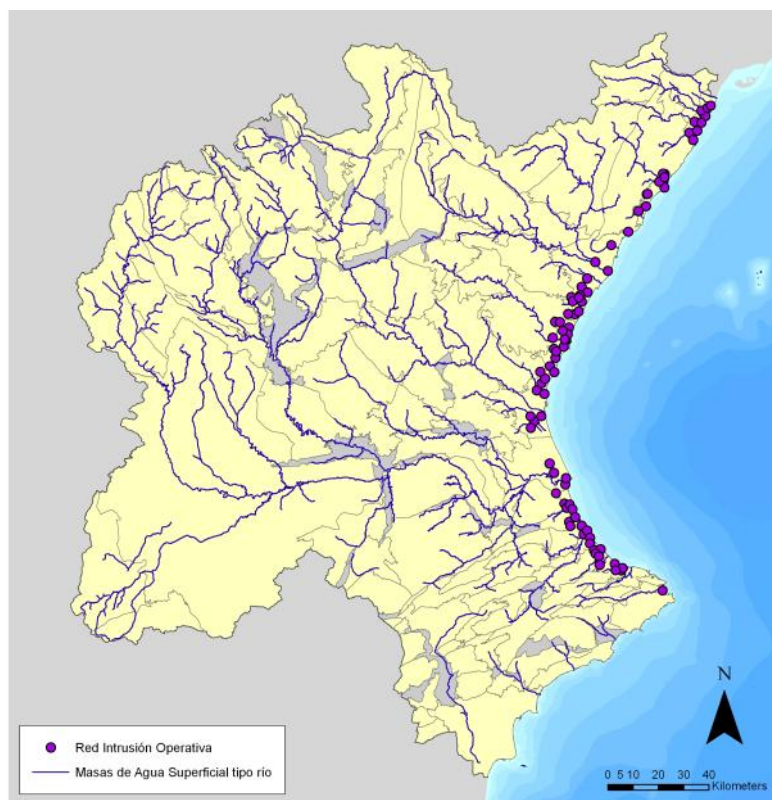 N
Red Intrusión Operativa
Masas de Agua Superficial tipo río
0 5 10 20 30 40
Kilometers